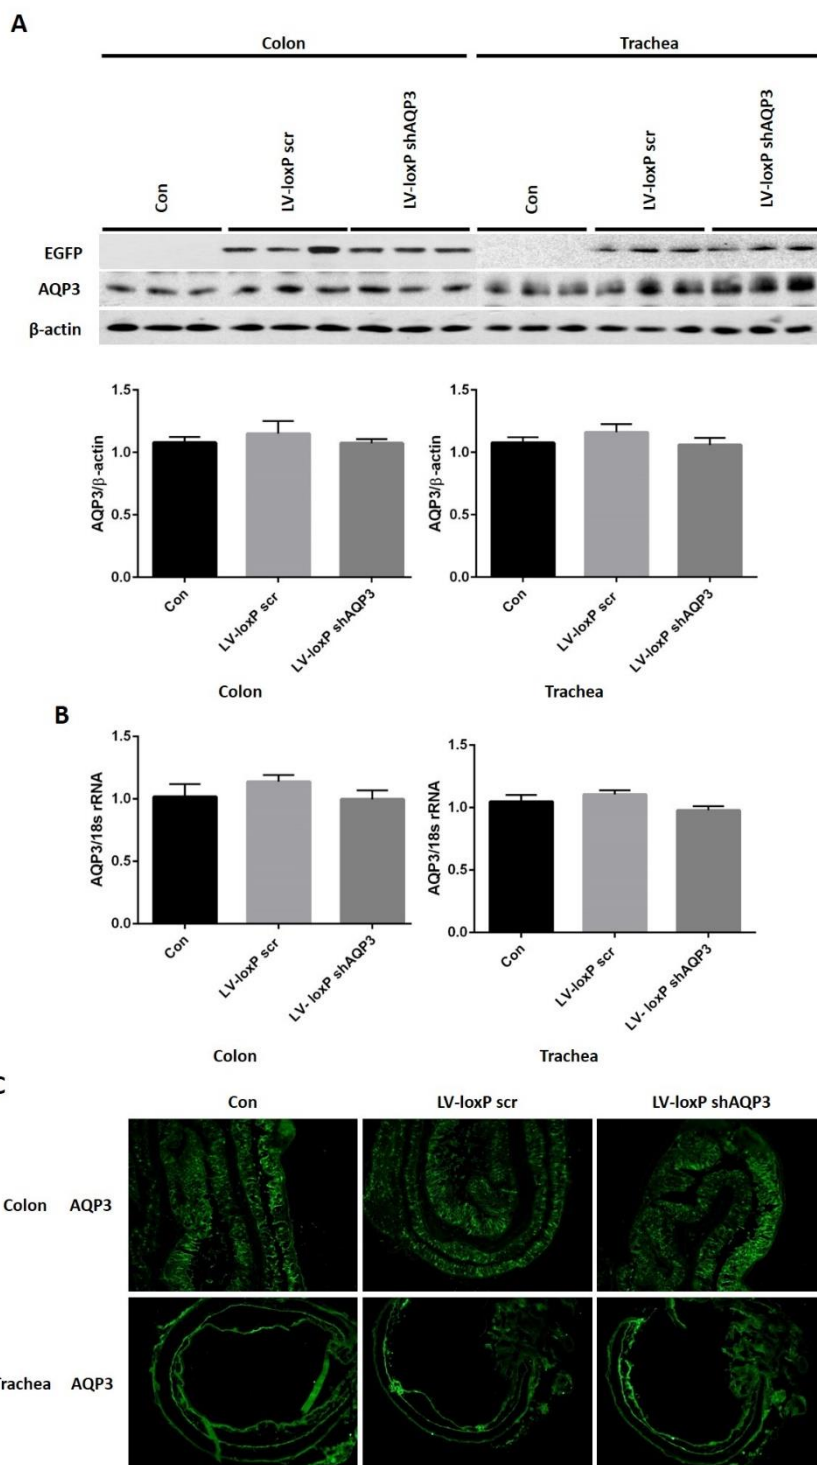 A
Colon Trachea
Con LV-loxP scr LV-loxP shAQP3 Con LV-loxP scr LV-loxP shAQP3
EGFP
AQP3
β-actin
1.5
1.0
0.5
0.0
AQP3/β-actin
Con LV-loxP scr LV-loxP shAQP3
1.5
1.0
0.5
0.0
AQP3/β-actin
Con LV-loxP scr LV-loxP shAQP3
Colon Trachea
B
1.5
1.0
0.5
0.0
AQP3/18s rRNA
Con LV-loxP scr LV- loxP shAQP3
1.5
1.0
0.5
0.0
AQP3/18s rRNA
Con LV-loxP scr LV- loxP shAQP3
Colon Trachea
C
Con LV-loxP scr LV-loxP shAQP3
Colon AQP3
Trachea AQP3